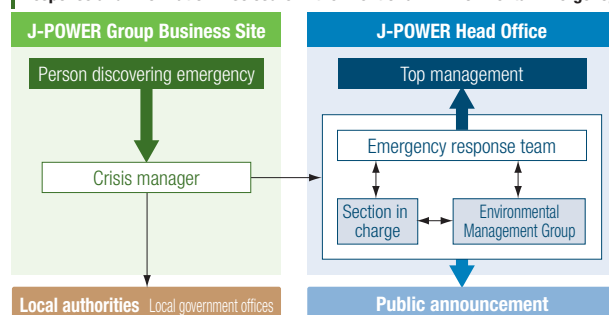 J-POWER Group Business Site
Person discovering emergency
Crisis manager
Local authorities Local government offices
J-POWER Head Office
Top management
Emergency response team
Section in
charge
Environmental
Management Group
Public announcement